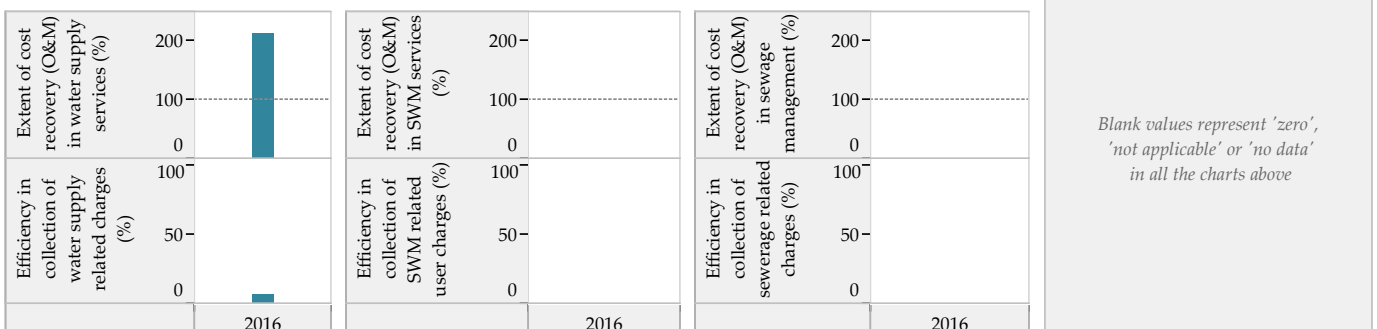 Extent of cost
recovery (O&M)
in water supply
services (%)
200
100
0
Efficiency in
collection of
water supply
related charges
(%)
100
50
0
2016
Extent of cost
recovery (O&M)
in SWM services
(%)
200
100
0
Efficiency in
collection of
SWM related
user charges (%)
100
50
0
2016
Extent of cost
recovery (O&M)
in sewage
management (%)
200
100
0
Efficiency in
collection of
sewerage related
charges (%)
100
50
0
2016
Blank values represent 'zero',
'not applicable' or 'no data'
in all the charts above